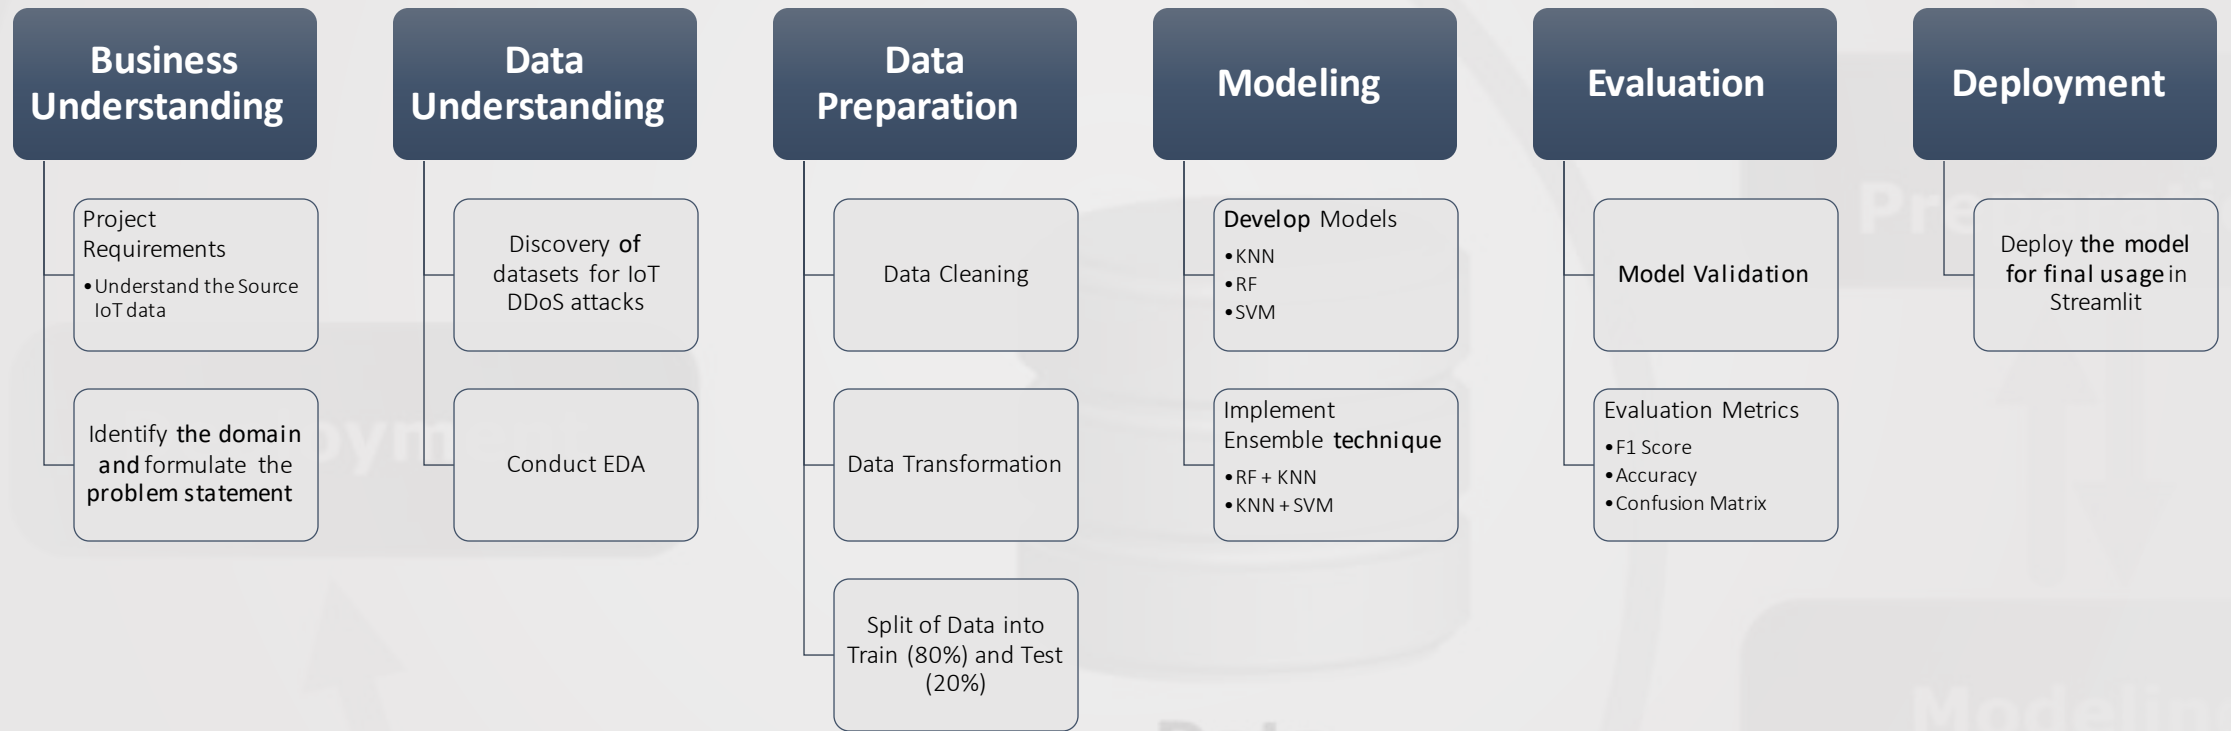 Business
Understanding
Project
Requirements
•Understand the Source
IoT data
Identify the domain
and formulate the
problem statement
Data
Understanding
Discovery of
datasets for IoT
DDoS attacks
Conduct EDA
Data
Preparation
Data Cleaning
Data Transformation
Split of Data into
Train (80%) and Test
(20%)
Modeling
Develop Models
•KNN
•RF
•SVM
Implement
Ensemble technique
•RF + KNN
•KNN + SVM
Evaluation
Model Validation
Evaluation Metrics
•F1 Score
•Accuracy
•Confusion Matrix
Deployment
Deploy the model
for final usage in
Streamlit
Modeling